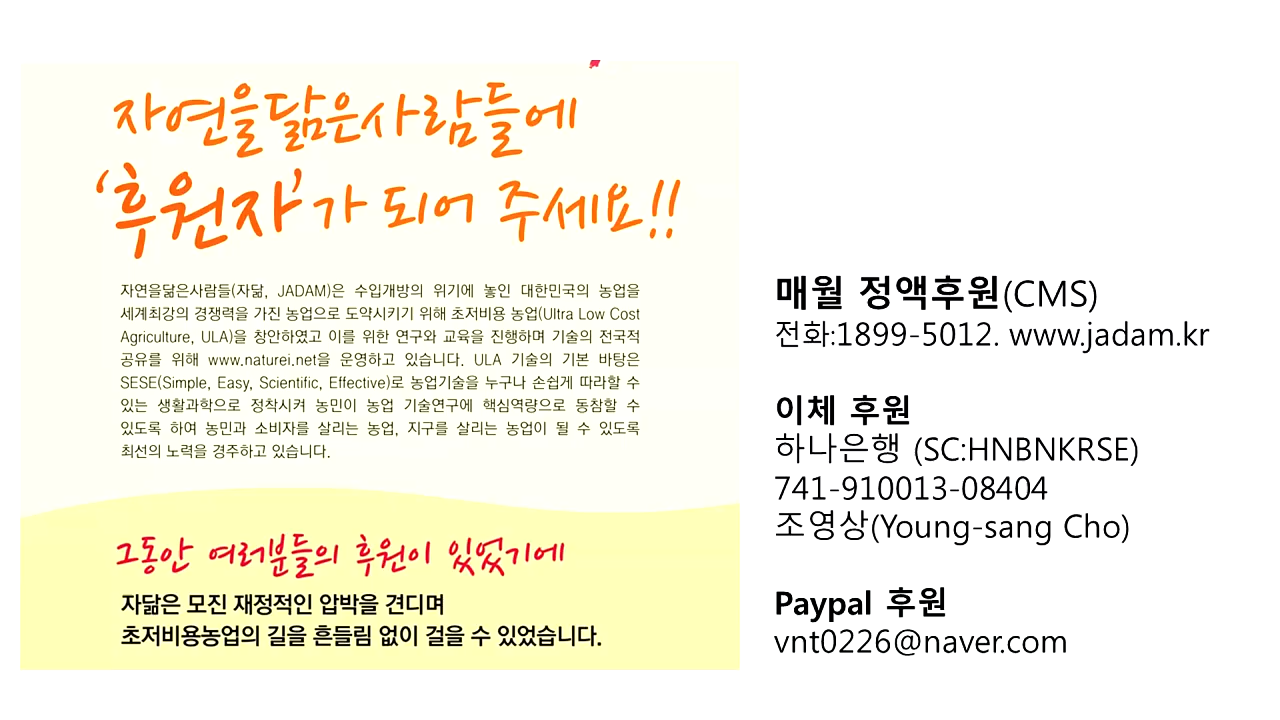 자연을닮은사람들에
‘후원자’가 되어 주세요!!
자연을닮은사람들(자닮, JADAM)은 수입개방의 위기에 놓인 대한민국의 농업을
세계최강의 경쟁력을 가진 농업으로 도약시키기 위해 초저비용 농업(Ultra Low Cost
Agriculture, ULA)을 창안하였고 이를 위한 연구와 교육을 진행하며 기술의 전국적
공유를 위해 www.naturei.net을 운영하고 있습니다. ULA 기술의 기본 바탕은
SESE(Simple, Easy, Scientific, Effective)로 농업기술을 누구나 손쉽게 따라할 수
있는 생활과학으로 정착시켜 농민이 농업 기술연구에 핵심역량으로 동참할 수
있도록 하여 농민과 소비자를 살리는 농업, 지구를 살리는 농업이 될 수 있도록
최선의 노력을 경주하고 있습니다.
그동안 여러분들의 후원이 있었기에
자닮은 모진 재정적인 압박을 견디며
초저비용농업의 길을 흔들림 없이 걸을 수 있었습니다.
매월 정액후원(CMS)
전화:1899-5012. www.jadam.kr
이체 후원
하나은행 (SC:HNBNKRSE)
741-910013-08404
조영상(Young-sang Cho)
Paypal 후원
vnt0226@naver.com